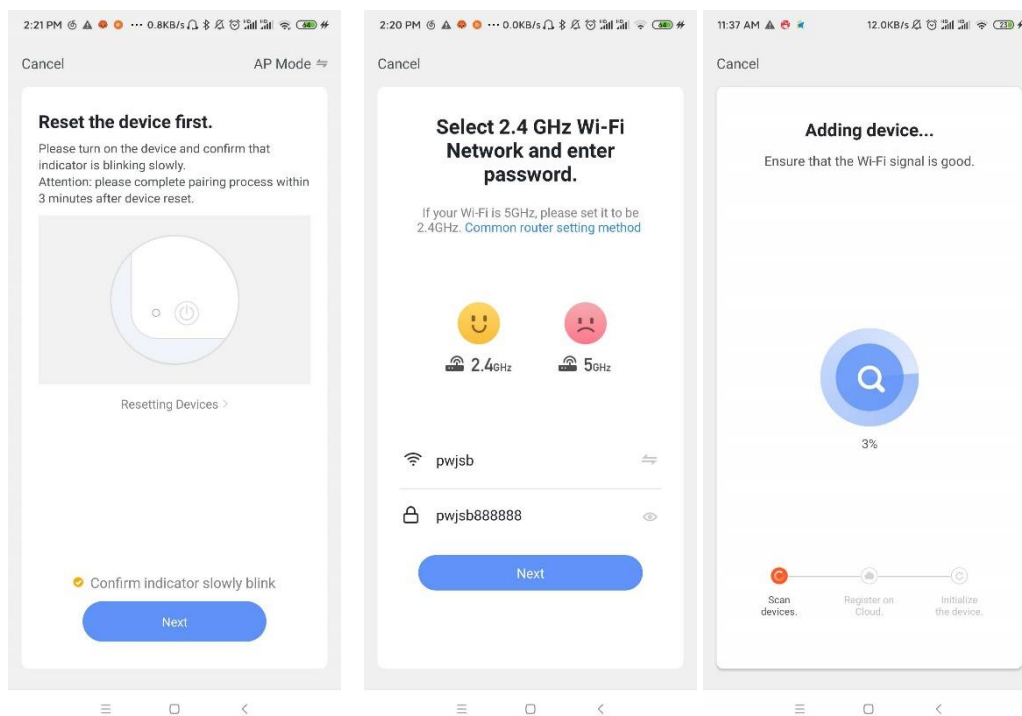 2:21 PM ··· 0.8KB/s 64
Cancel AP Mode
Reset the device first.
Please turn on the device and confirm that
indicator is blinking slowly.
Attention: please complete pairing process within
3 minutes after device reset.
Resetting Devices >
Confirm indicator slowly blink
Next
2:20 PM ··· 0.0KB/s 64
Cancel
Select 2.4 GHz Wi-Fi
Network and enter
password.
If your Wi-Fi is 5GHz, please set it to be
2.4GHz. Common router setting method
2.4GHz 5GHz
pwjsb
pwjsb888888
Next
11:37 AM 12.0KB/s 23
Cancel
Adding device...
Ensure that the Wi-Fi signal is good.
3%
Scan
devices.
Register on
Cloud.
Initialize
the device.